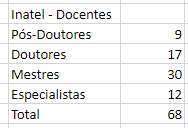 Inatel - Docentes
Pós-Doutores 9
Doutores 17
Mestres 30
Especialistas 12
Total 68